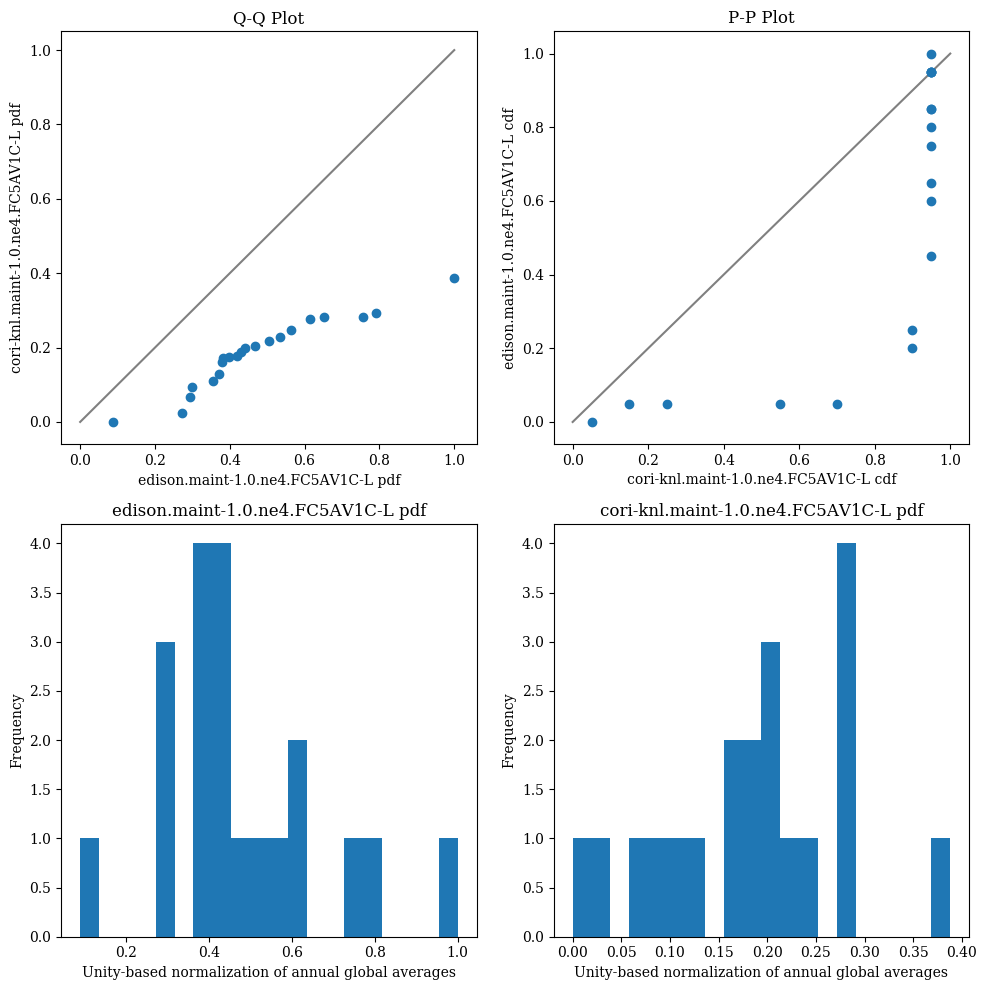 Q-Q Plot
1.0
0.8
0.6
0.4
0.2
0.0
cori-knl.maint-1.0.ne4.FC5AV1C-L pdf
0.0 0.2 0.4 0.6 0.8 1.0
edison.maint-1.0.ne4.FC5AV1C-L pdf
P-P Plot
1.0
0.8
0.6
0.4
0.2
0.0
edison.maint-1.0.ne4.FC5AV1C-L cdf
0.0 0.2 0.4 0.6 0.8 1.0
cori-knl.maint-1.0.ne4.FC5AV1C-L cdf
edison.maint-1.0.ne4.FC5AV1C-L pdf
4.0
3.5
3.0
2.5
2.0
1.5
1.0
0.5
0.0
Frequency
0.2 0.4 0.6 0.8 1.0
Unity-based normalization of annual global averages
cori-knl.maint-1.0.ne4.FC5AV1C-L pdf
4.0
3.5
3.0
2.5
2.0
1.5
1.0
0.5
0.0
Frequency
0.00 0.05 0.10 0.15 0.20 0.25 0.30 0.35 0.40
Unity-based normalization of annual global averages